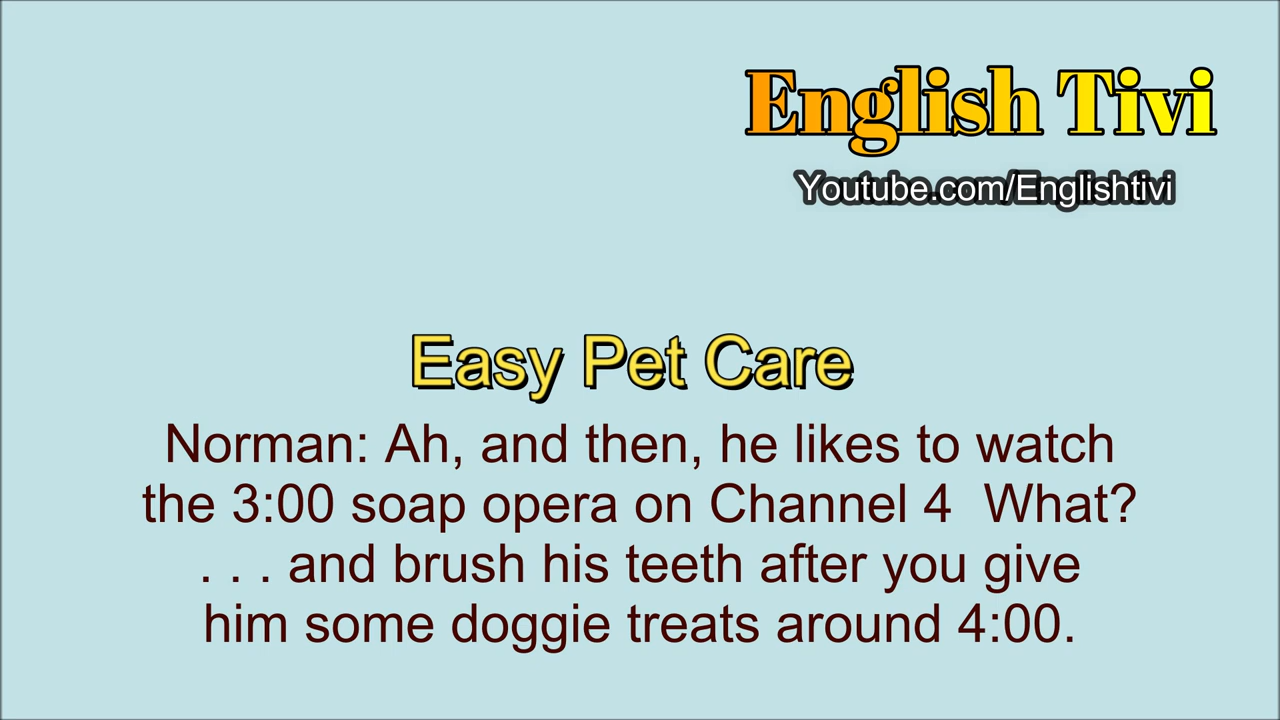 English Tivi
Youtube.com/Englishtivi
Easy Pet Care
Norman: Ah, and then, he likes to watch
the 3:00 soap opera on Channel 4  What?
. . . and brush his teeth after you give
him some doggie treats around 4:00.